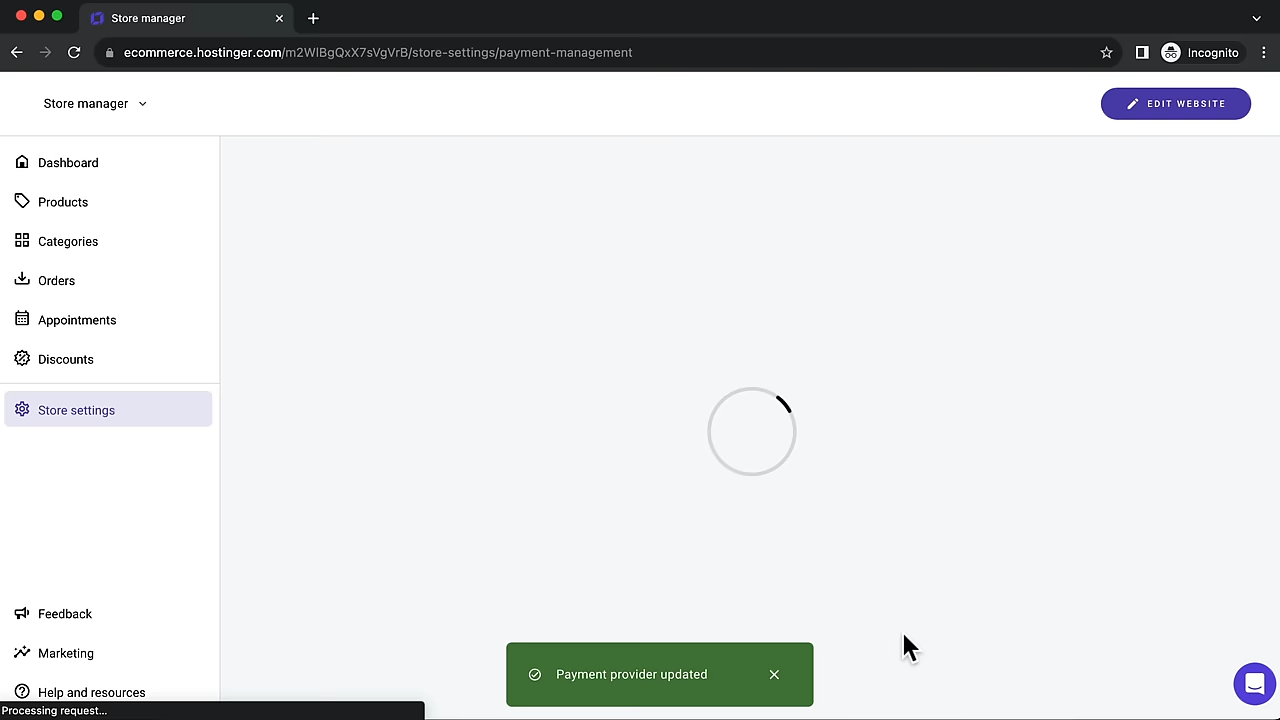 Store manager
ecommerce.hostinger.com/m2WlBgQxX7sVgVrB/store-settings/payment-management
Incognito
Store manager
EDIT WEBSITE
Dashboard
Products
Categories
Orders
Appointments
Discounts
Store settings
Feedback
Marketing
Payment provider updated
Help and resources
Processing request...